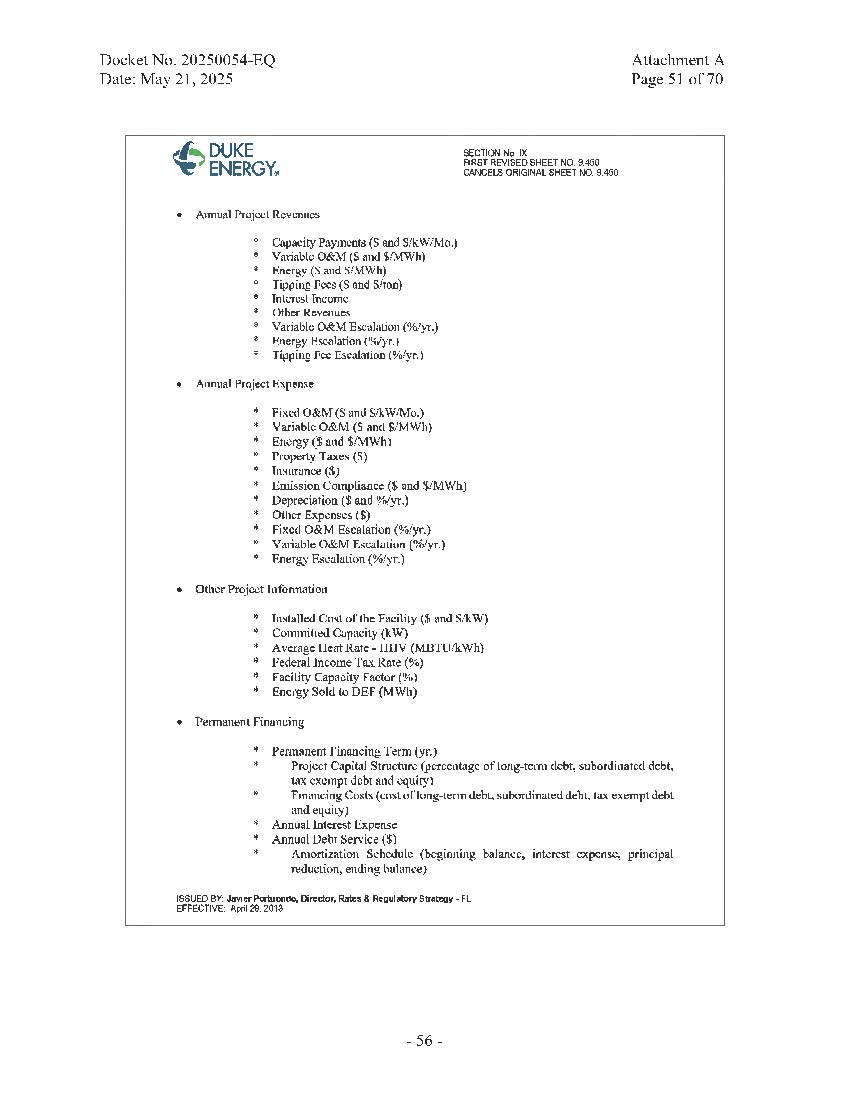 Docket No. 20250054-EQ
Date: May 21, 2025
Attachment A
Page 51 of 70
DUKE
ENERGY®
SECTION No. IX
FIRST REVISED SHEET NO. 9.450
CANCELS ORIGINAL SHEET NO. 9.450
• Annual Project Revenues
* Capacity Payments ($ and $/kW/Mo.)
* Variable O&M ($ and $/MWh)
* Energy ($ and $/MWh)
* Tipping Fees ($ and $/ton)
* Interest Income
* Other Revenues
* Variable O&M Escalation (%/yr.)
* Energy Escalation (%/yr.)
* Tipping Fee Escalation (%/yr.)
• Annual Project Expense
* Fixed O&M ($ and $/kW/Mo.)
* Variable O&M ($ and $/MWh)
* Energy ($ and $/MWh)
* Property Taxes ($)
* Insurance ($)
* Emission Compliance ($ and $/MWh)
* Depreciation ($ and %/yr.)
* Other Expenses ($)
* Fixed O&M Escalation (%/yr.)
* Variable O&M Escalation (%/yr.)
* Energy Escalation (%/yr.)
• Other Project Information
* Installed Cost of the Facility ($ and $/kW)
* Committed Capacity (kW)
* Average Heat Rate - HHV (MBTU/kWh)
* Federal Income Tax Rate (%)
* Facility Capacity Factor (%)
* Energy Sold to DEF (MWh)
• Permanent Financing
* Permanent Financing Term (yr.)
* Project Capital Structure (percentage of long-term debt, subordinated debt,
tax exempt debt and equity)
* Financing Costs (cost of long-term debt, subordinated debt, tax exempt debt
and equity)
* Annual Interest Expense
* Annual Debt Service ($)
* Amortization Schedule (beginning balance, interest expense, principal
reduction, ending balance)
ISSUED BY: Javier Portuondo, Director, Rates & Regulatory Strategy - FL
EFFECTIVE: April 29, 2013
- 56 -